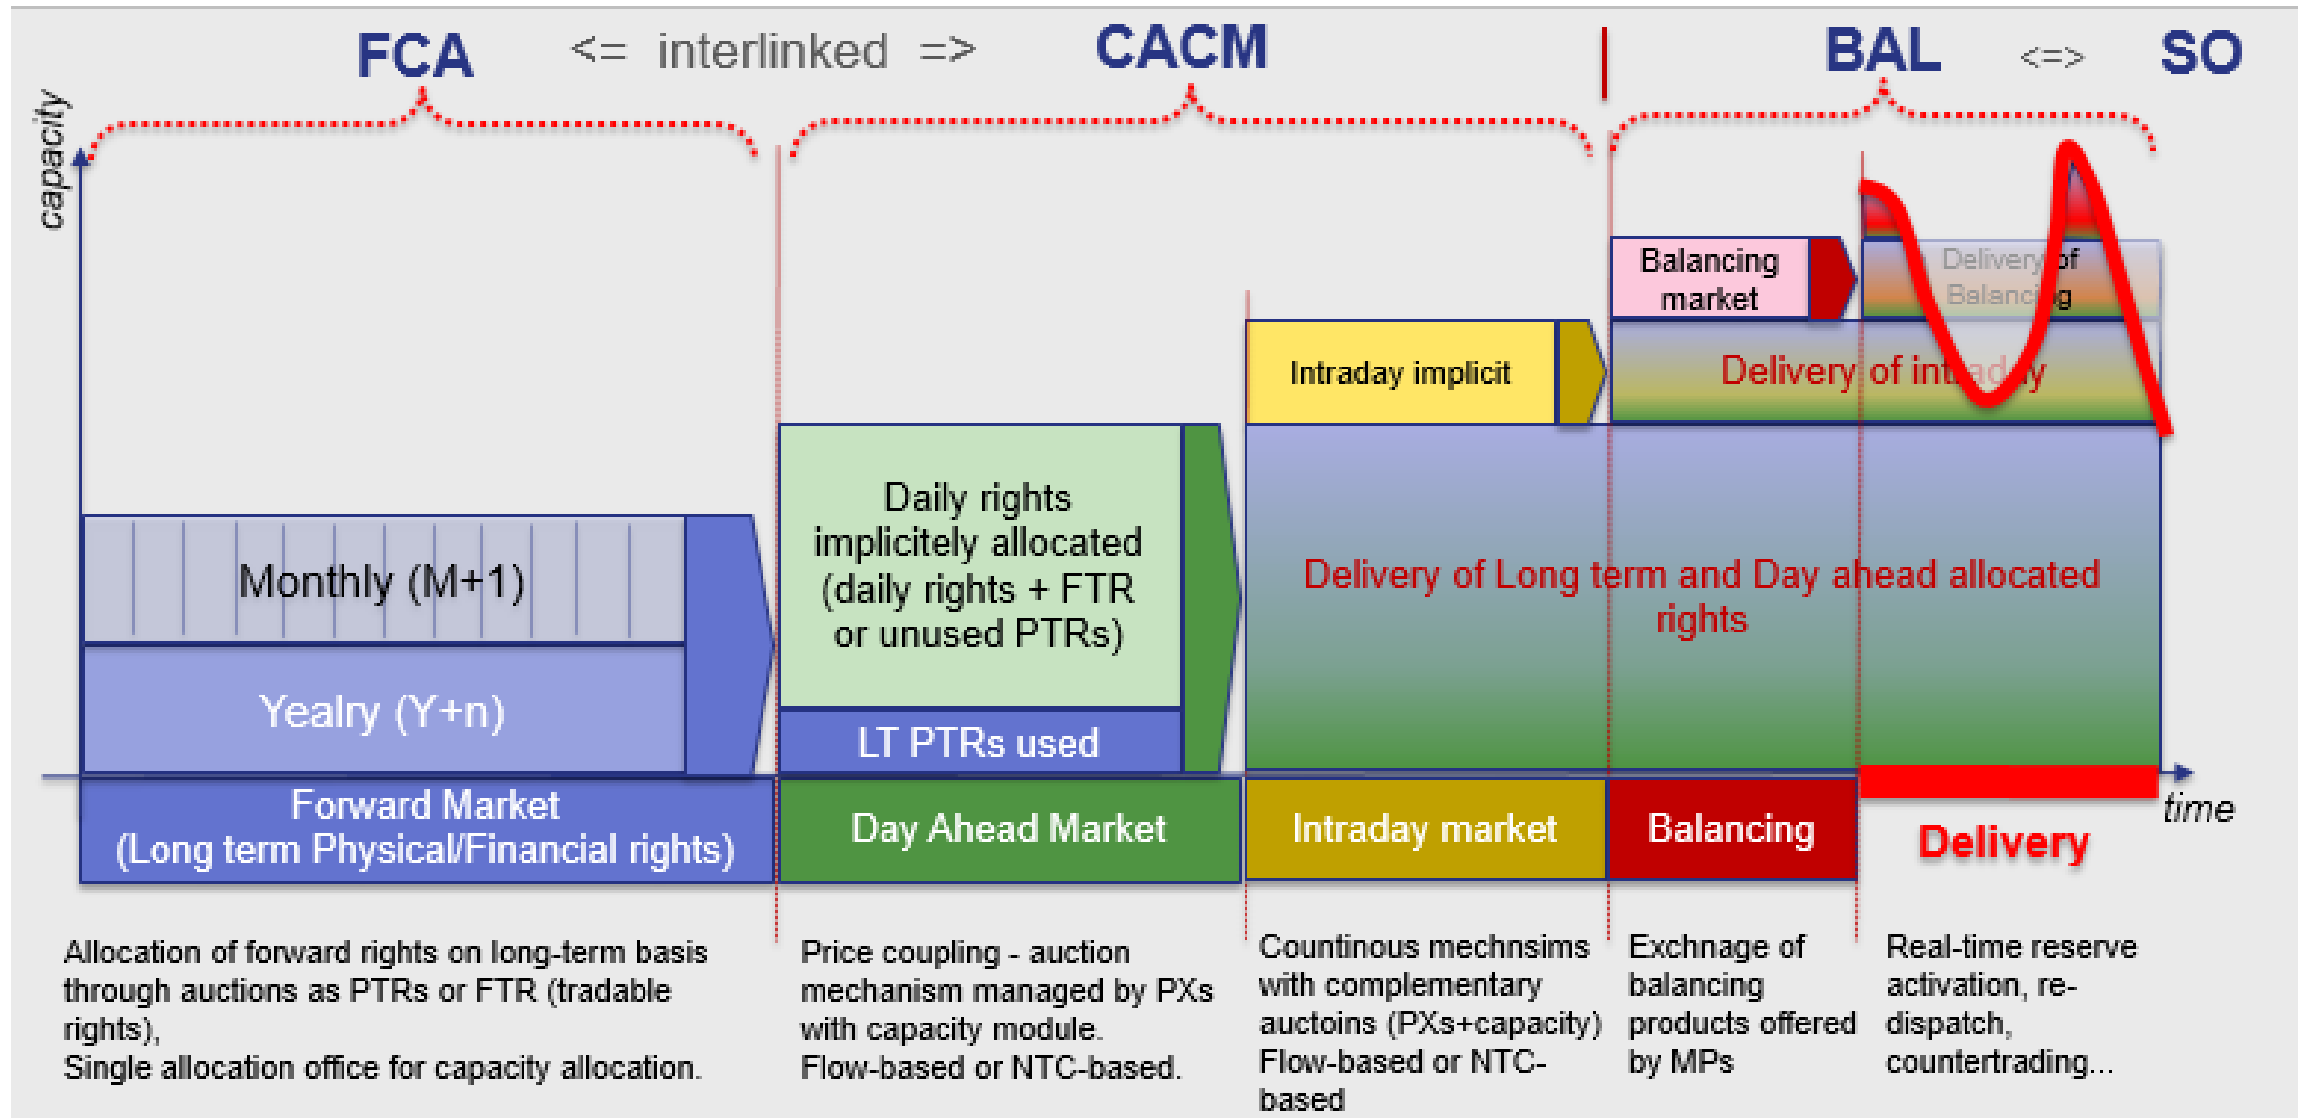 FCA <= interlinked => CACM BAL <=> SO
capacity
Balancing
market
Delivery of
Balancing
Intraday implicit
Delivery of intraday
Daily rights
implicitely allocated
(daily rights + FTR
or unused PTRs)
Monthly (M+1)
Delivery of Long term and Day ahead allocated
rights
Yealry (Y+n)
LT PTRs used
time
Forward Market
(Long term Physical/Financial rights)
Day Ahead Market
Intraday market
Balancing
Delivery
Allocation of forward rights on long-term basis
through auctions as PTRs or FTR (tradable
rights),
Single allocation office for capacity allocation.
Price coupling - auction
mechanism managed by PXs
with capacity module.
Flow-based or NTC-based.
Countinous mechnsims
with complementary
auctoins (PXs+capacity)
Flow-based or NTC-
based
Exchnage of
balancing
products offered
by MPs
Real-time reserve
activation, re-
dispatch,
countertrading...